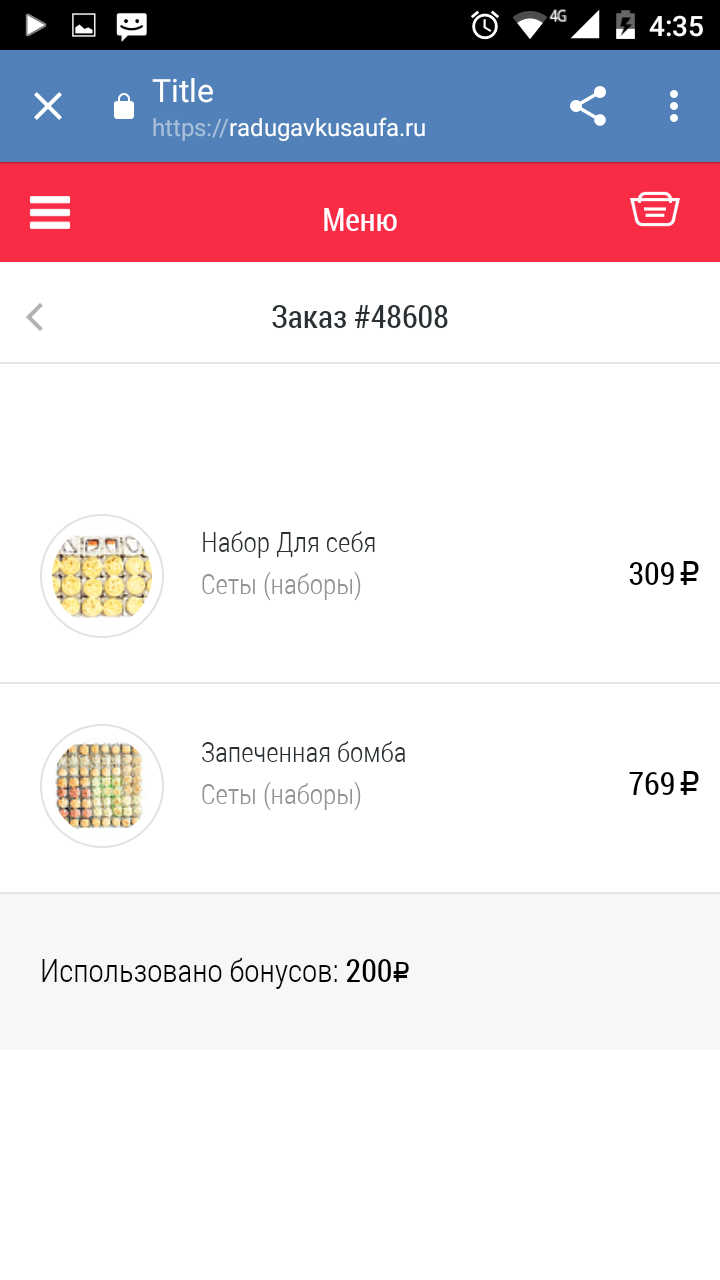 4G 4:35
Title
https://radugavkusaufa.ru
Меню
Заказ #48608
Набор Для себя
Сеты (наборы)
309 ₽
Запеченная бомба
Сеты (наборы)
769 ₽
Использовано бонусов: 200₽